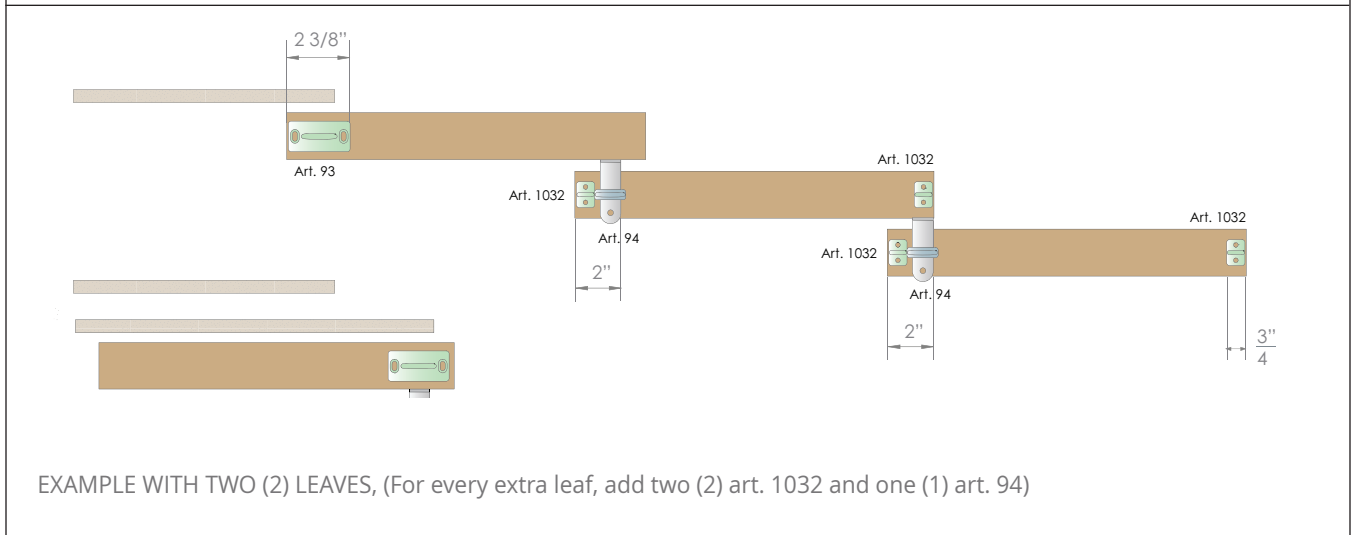 2 3/8”
Art. 93
Art. 1032
Art. 1032
Art. 94
2”
Art. 1032
Art. 1032
Art. 94
2”
3”
4
EXAMPLE WITH TWO (2) LEAVES, (For every extra leaf, add two (2) art. 1032 and one (1) art. 94)